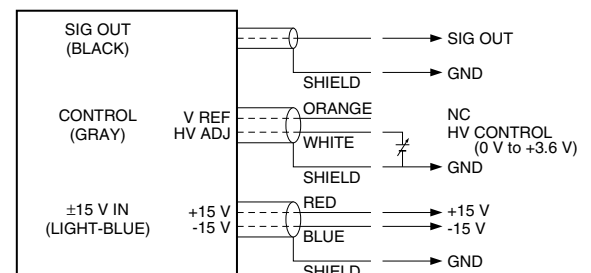 SIG OUT
(BLACK)
SIG OUT
SHIELD
GND
CONTROL
(GRAY)
V REF
HV ADJ
ORANGE
WHITE
NC
HV CONTROL
(0 V to +3.6 V)
SHIELD
GND
±15 V IN
(LIGHT-BLUE)
+15 V
-15 V
RED
BLUE
+15 V
-15 V
SHIELD
GND